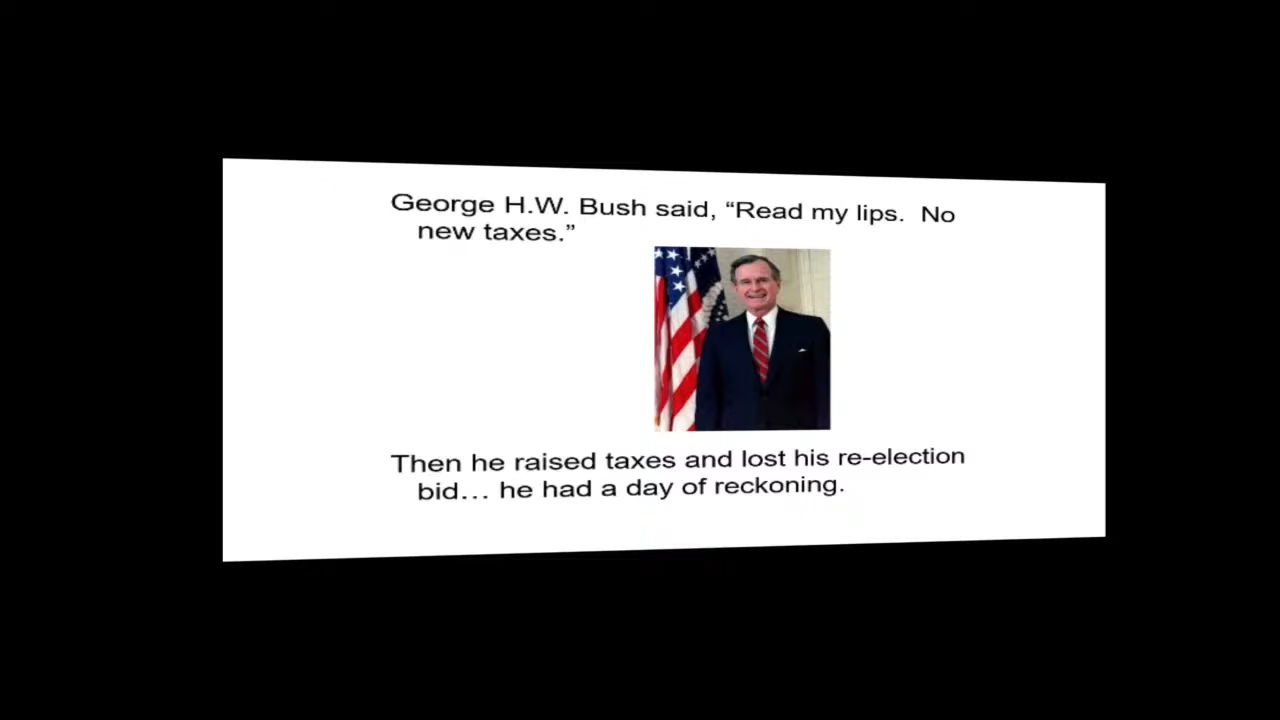 George H.W. Bush said, “Read my lips.  No
new taxes.”
Then he raised taxes and lost his re-election
bid… he had a day of reckoning.